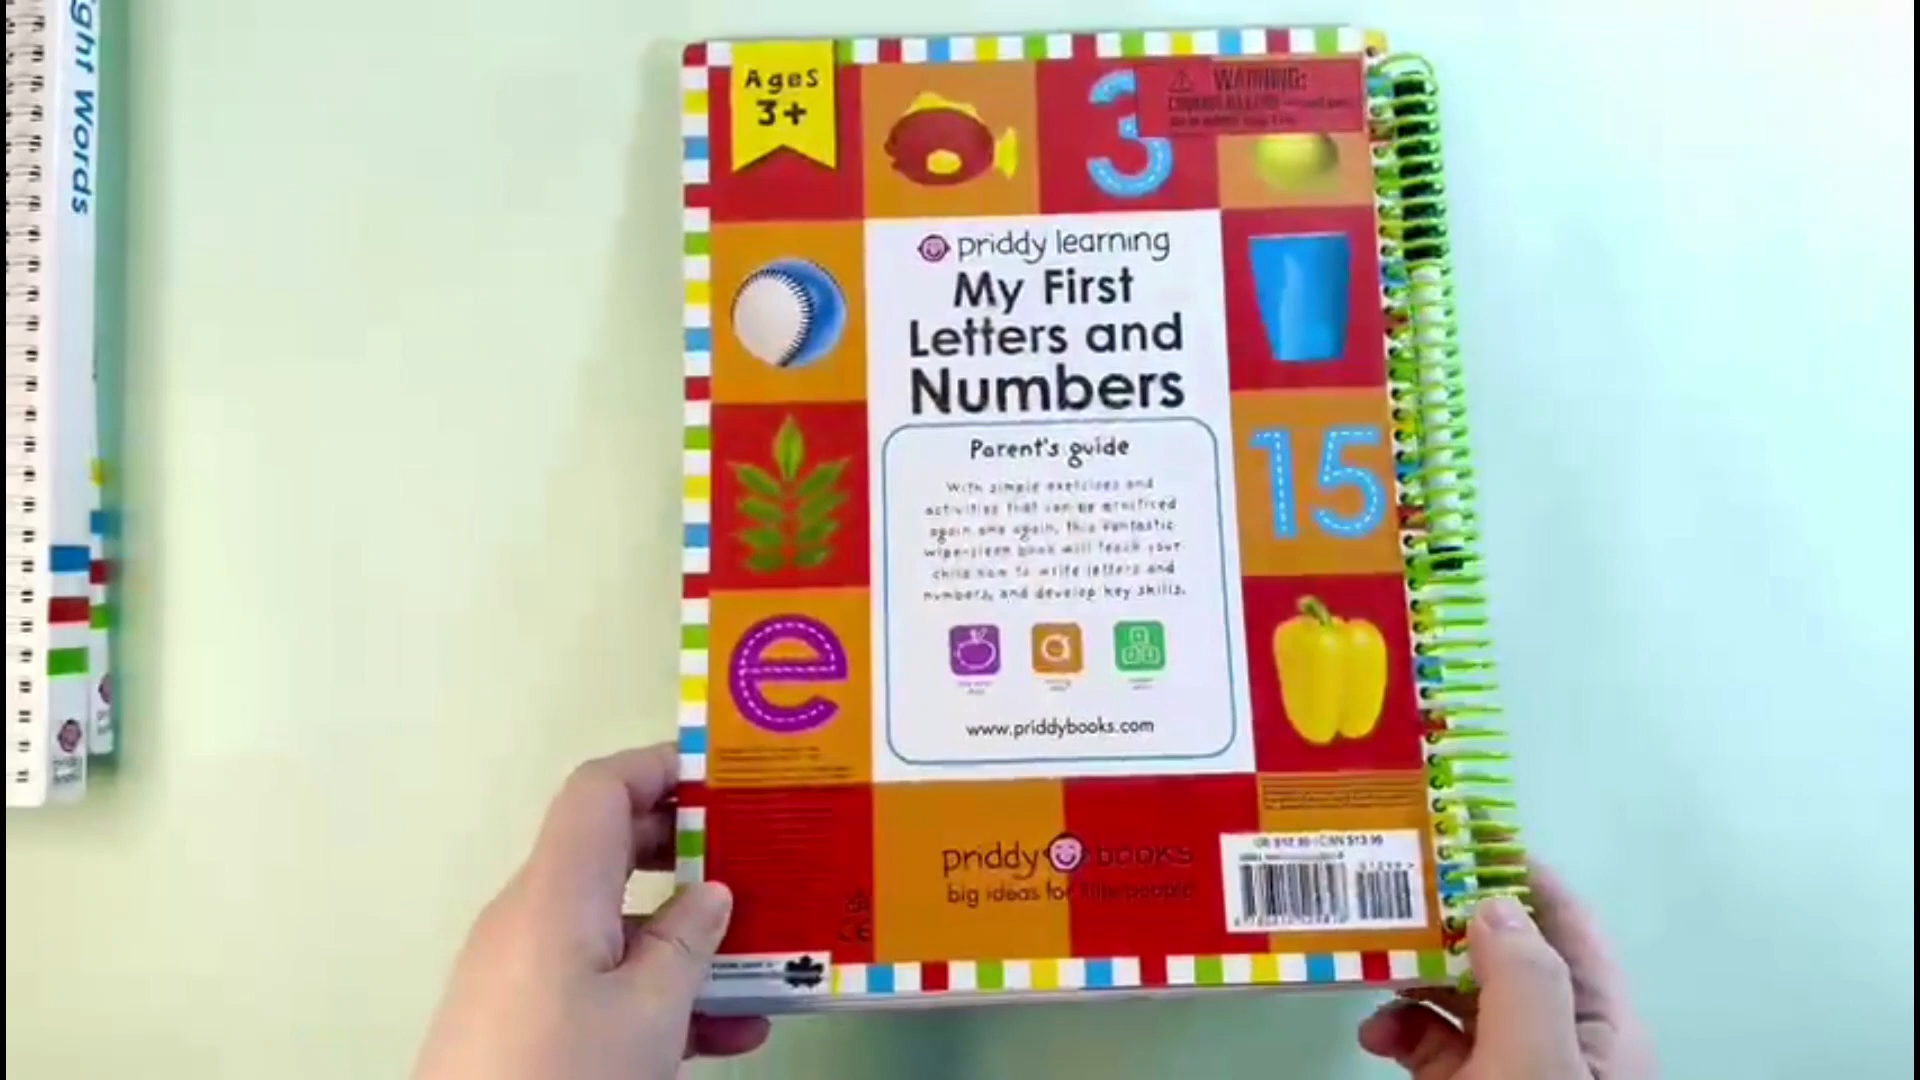 ght Words
Ages
3+
3
WARNING:
priddy learning
My First
Letters and
Numbers
15
Parent's guide
With simple exercises and
activities that can be practiced
again and again, this fantastic
wipe-clean book will teach your
child how to write letters and
numbers, and develop key skills.
e
a
www.priddybooks.com
priddy books
big ideas for little people
CE